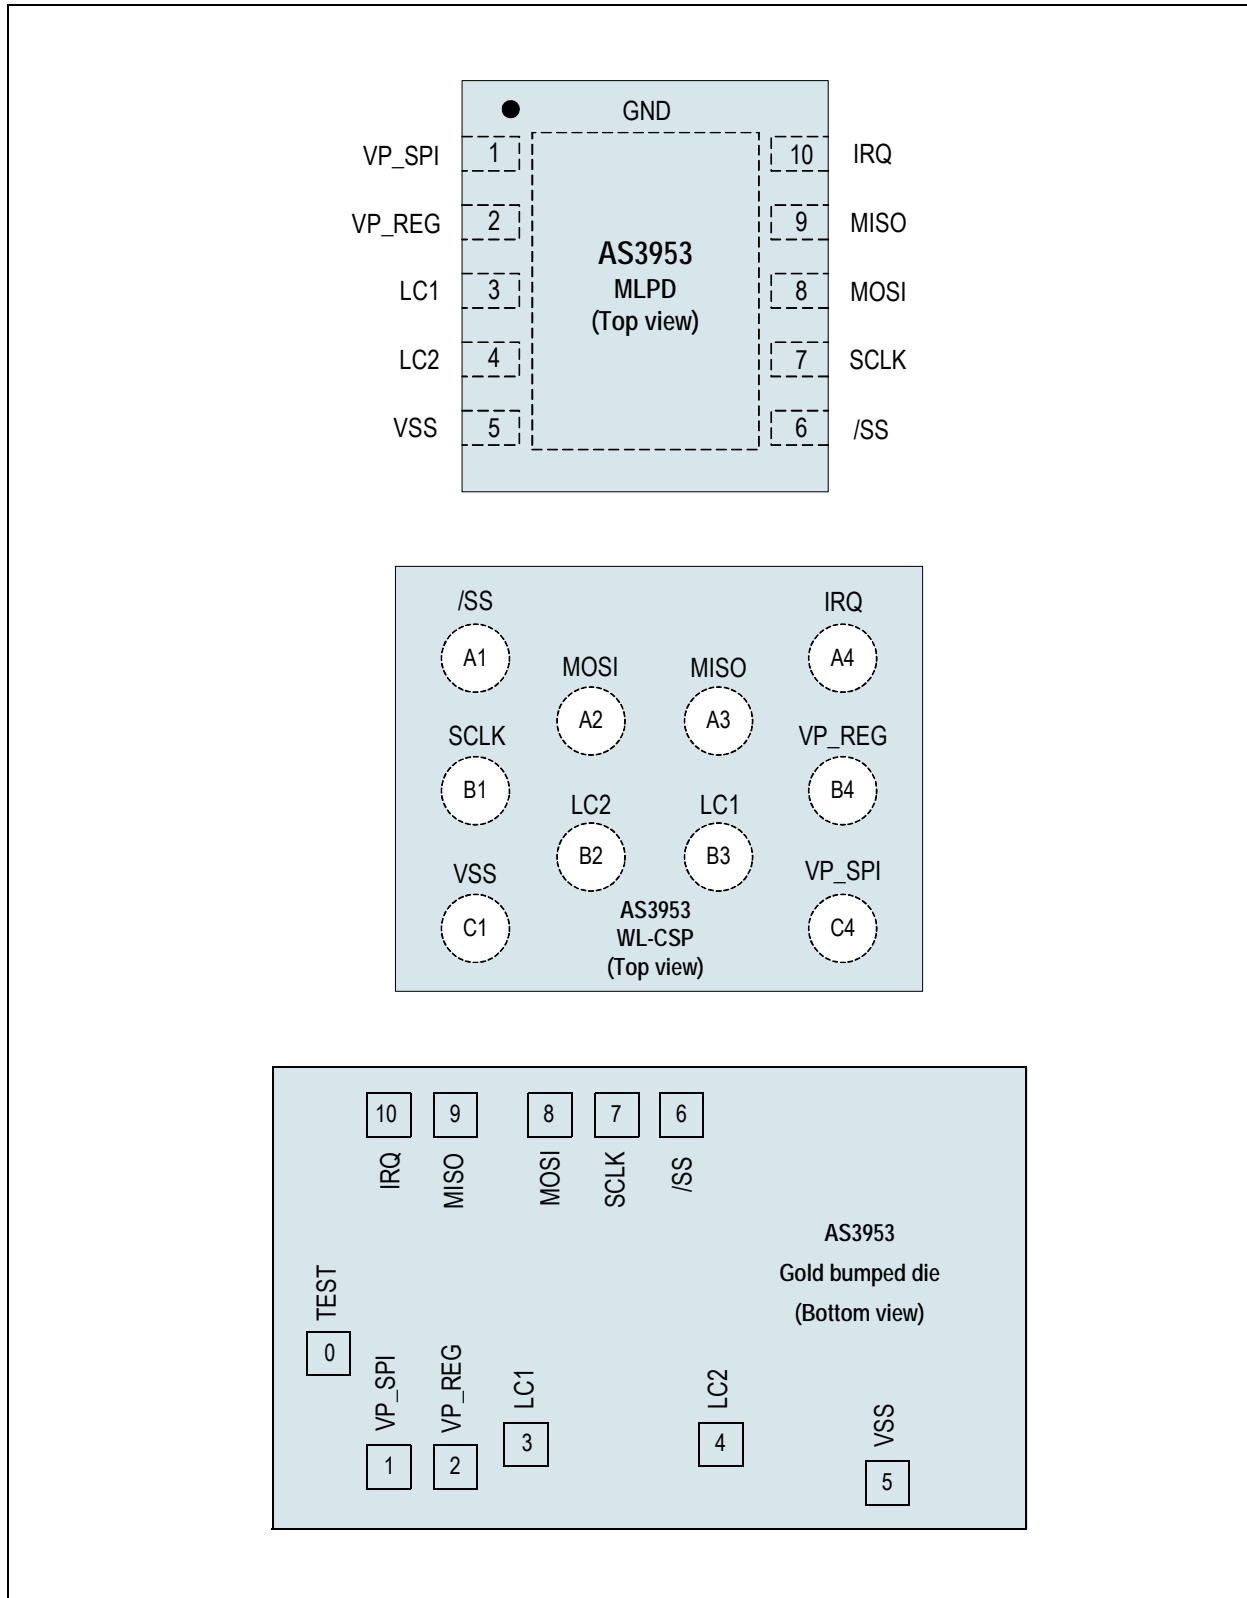 GND
VP_SPI 1 10 IRQ
VP_REG 2 9 MISO
AS3953
LC1 3 MLPD 8 MOSI
(Top view)
LC2 4 7 SCLK
VSS 5 6 /SS
/SS IRQ
A1 A4
MOSI MISO
A2 A3
SCLK VP_REG
B1 B4
LC2 LC1
B2 B3
VSS VP_SPI
AS3953
C1 C4
WL-CSP
(Top view)
10 9 8 7 6
IRQ MISO MOSI SCLK /SS
AS3953
Gold bumped die
(Bottom view)
TEST
0
VP_SPI VP_REG LC1 LC2 VSS
1 2 3 4 5